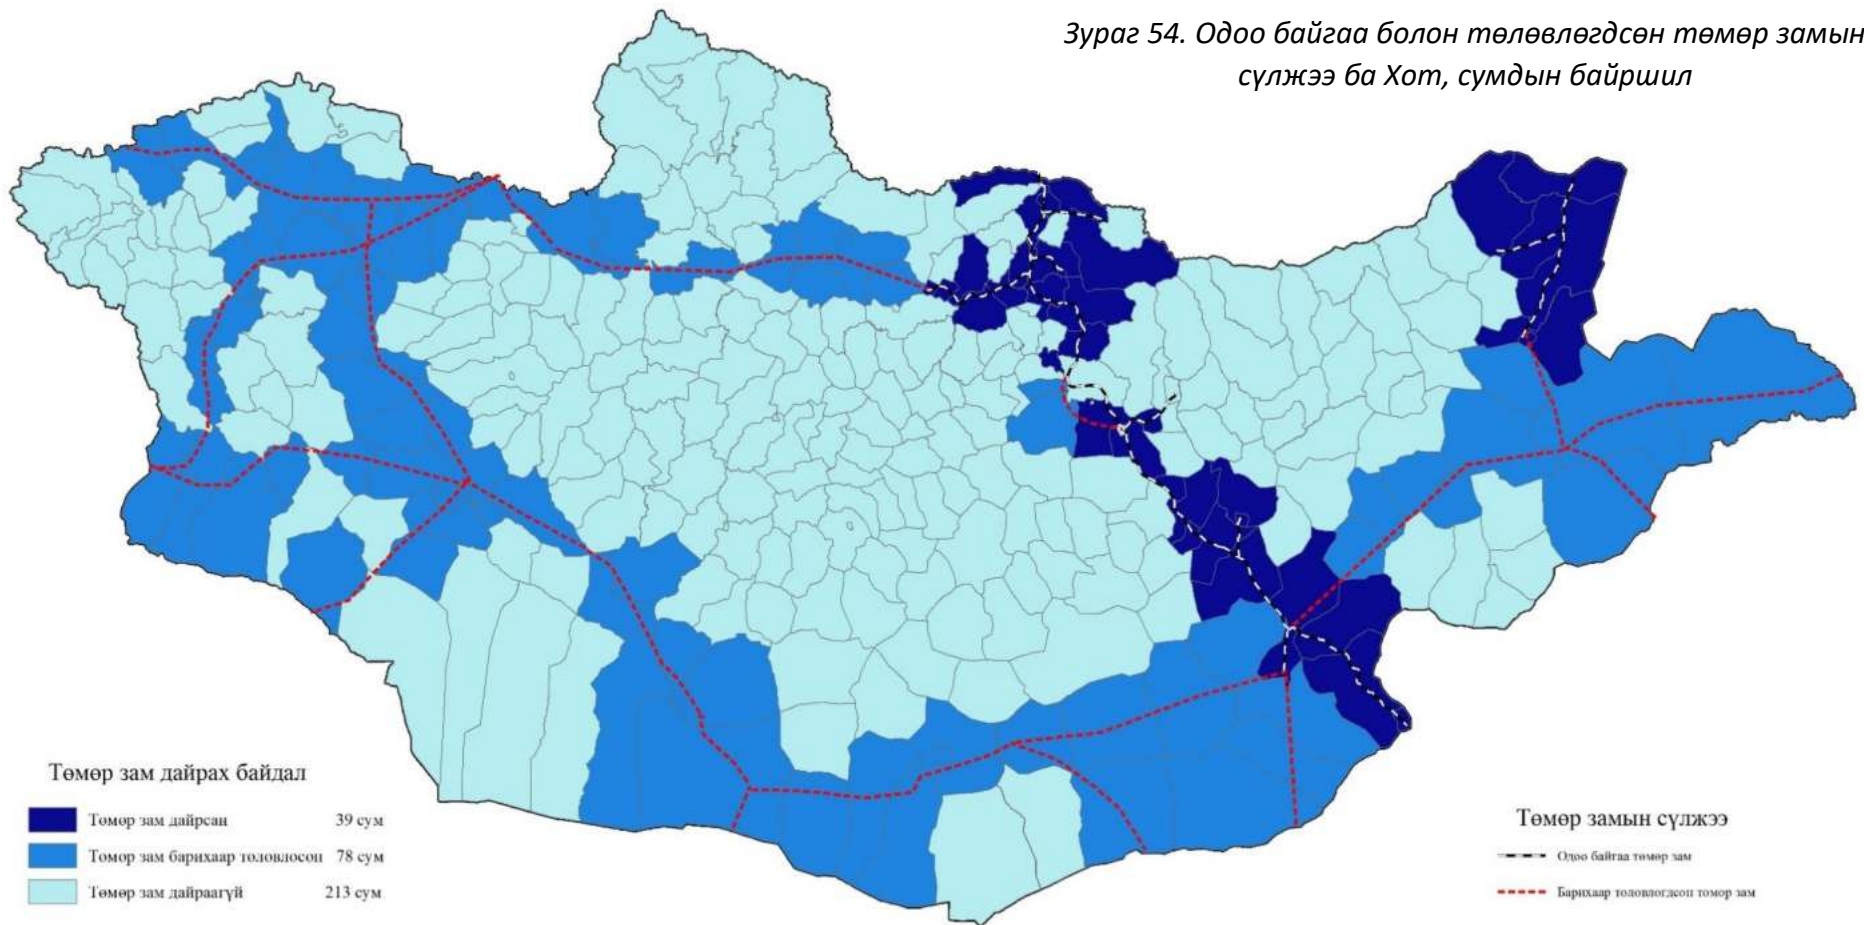 Зураг 54. Одоо байгаа болон төлөвлөгдсөн төмөр замын
сүлжээ ба Хот, сумдын байршил
Төмөр зам дайрах байдал
Төмөр зам дайрсан 39 сум
Төмөр зам барихаар төлөвлөсөн 78 сум
Төмөр зам дайраагүй 213 сум
Төмөр замын сүлжээ
Одоо байгаа төмөр зам
Барихаар төлөвлөгдсөн төмөр зам